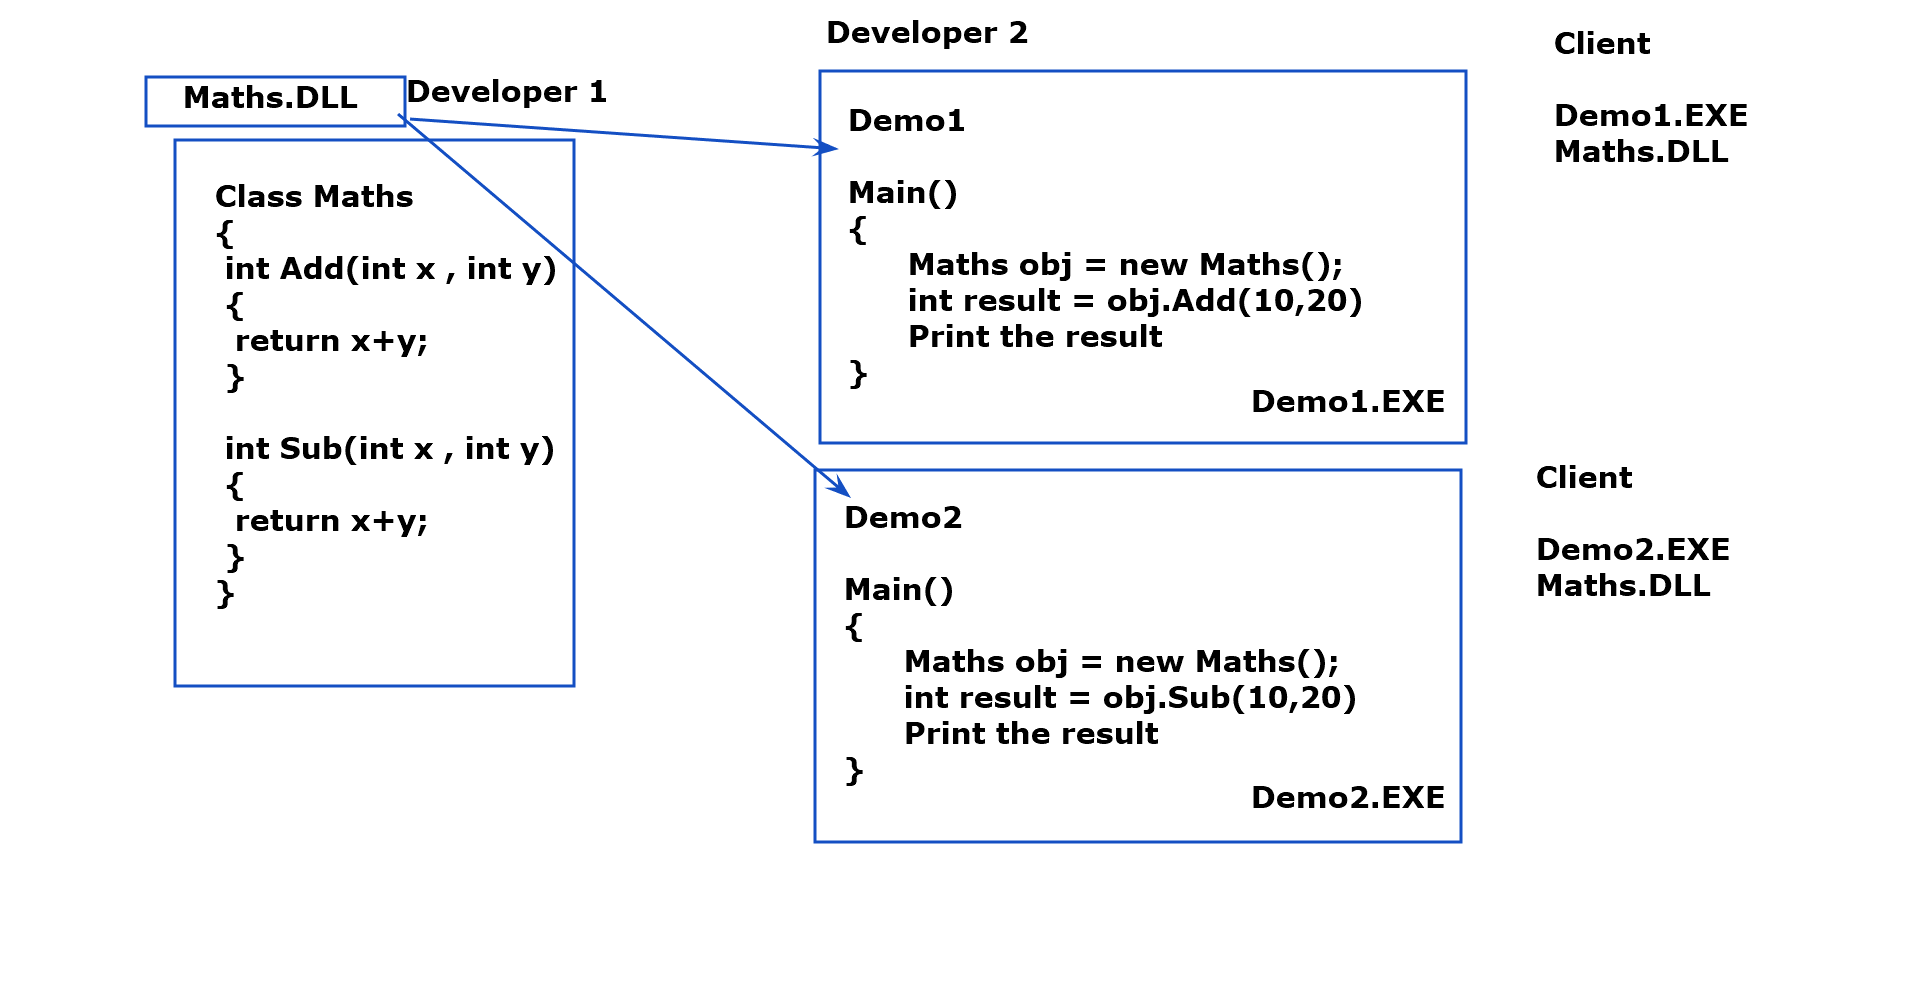 Maths.DLL
Developer 1
Class Maths
{
int Add(int x , int y)
{
return x+y;
}
int Sub(int x , int y)
{
return x+y;
}
}
Developer 2
Demo1
Main()
{
Maths obj = new Maths();
int result = obj.Add(10,20)
Print the result
}
Demo1.EXE
Client
Demo1.EXE
Maths.DLL
Demo2
Main()
{
Maths obj = new Maths();
int result = obj.Sub(10,20)
Print the result
}
Demo2.EXE
Client
Demo2.EXE
Maths.DLL